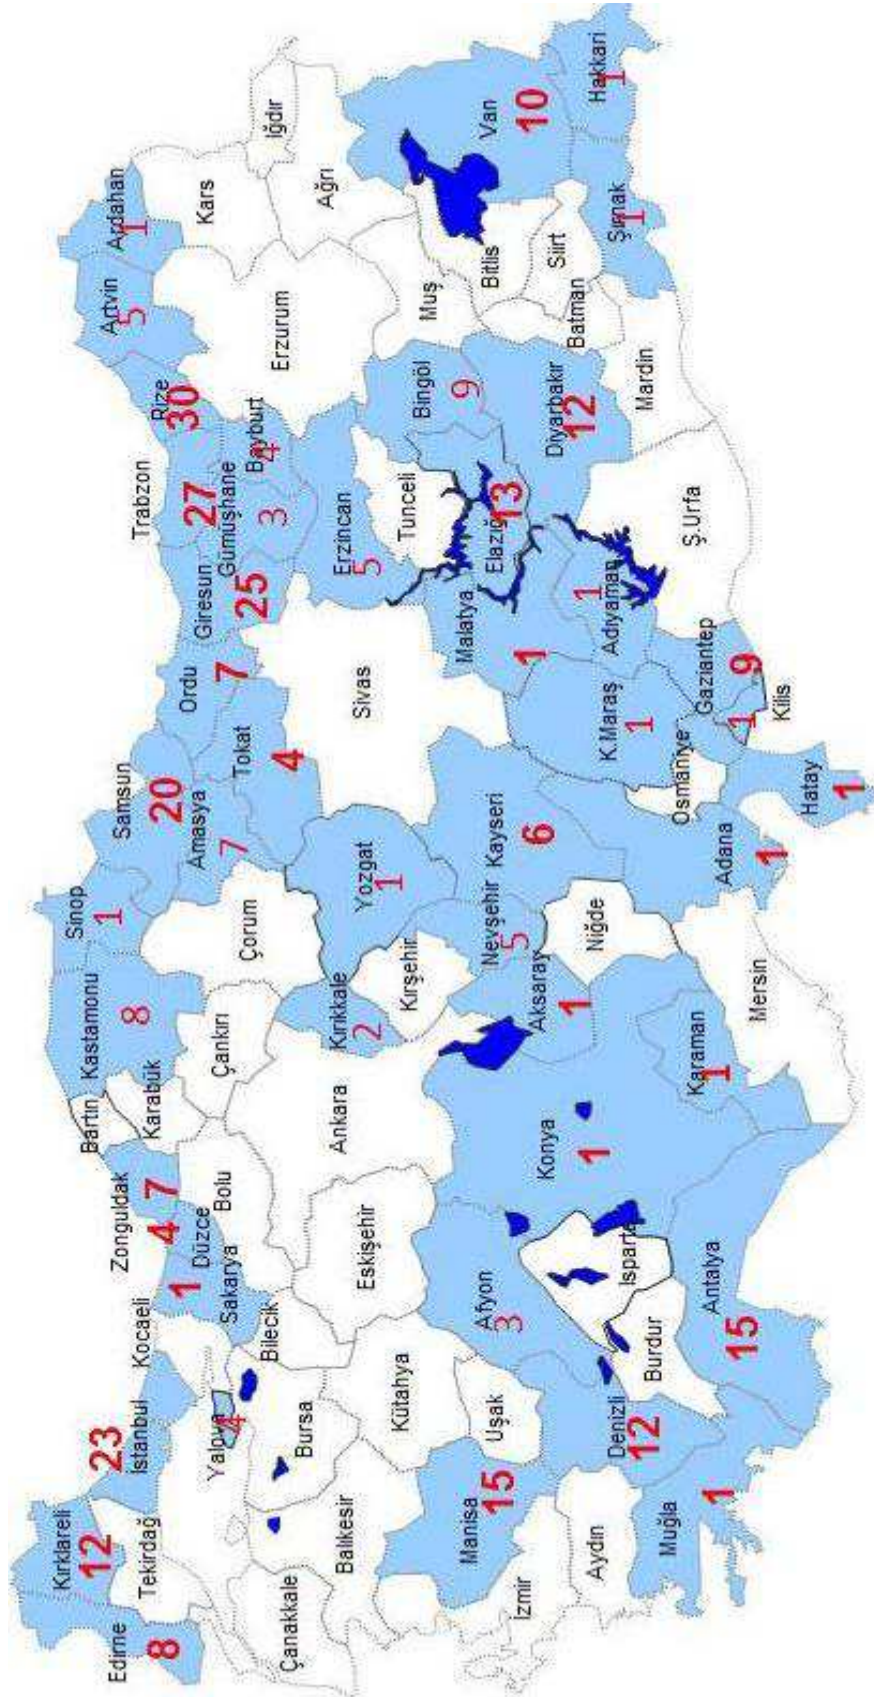 Edirne
8
Kırklareli
12
Tekirdağ
İstanbul
23
Kocaeli
Yalova
4
Çanakkale
Balıkesir
Bursa
Bilecik
Sakarya
1
Düzce
4
Zonguldak
7
Bolu
Bartın
Karabük
Kastamonu
8
Sinop
1
Çankırı
Çorum
Samsun
20
Amasya
7
Tokat
4
Ordu
7
Giresun
25
Trabzon
27
Gümüşhane
3
Rize
30
Bayburt
4
Artvin
5
Ardahan
1
Kars
Iğdır
Ağrı
Erzurum
Erzincan
5
Sivas
Yozgat
1
Kırıkkale
2
Kırşehir
Ankara
Eskişehir
Kütahya
Uşak
Manisa
15
İzmir
Aydın
Muğla
1
Denizli
12
Afyon
3
Isparta
Burdur
Antalya
15
Konya
1
Karaman
1
Mersin
Aksaray
1
Niğde
Nevşehir
5
Kayseri
6
Adana
1
Osmaniye
Hatay
1
K.Maraş
1
Gaziantep
9
Kilis
1
Malatya
1
Adıyaman
1
Ş.Urfa
Elazığ
13
Tunceli
Bingöl
9
Diyarbakır
12
Mardin
Batman
Muş
Bitlis
Siirt
Şırnak
1
Van
10
Hakkari
1